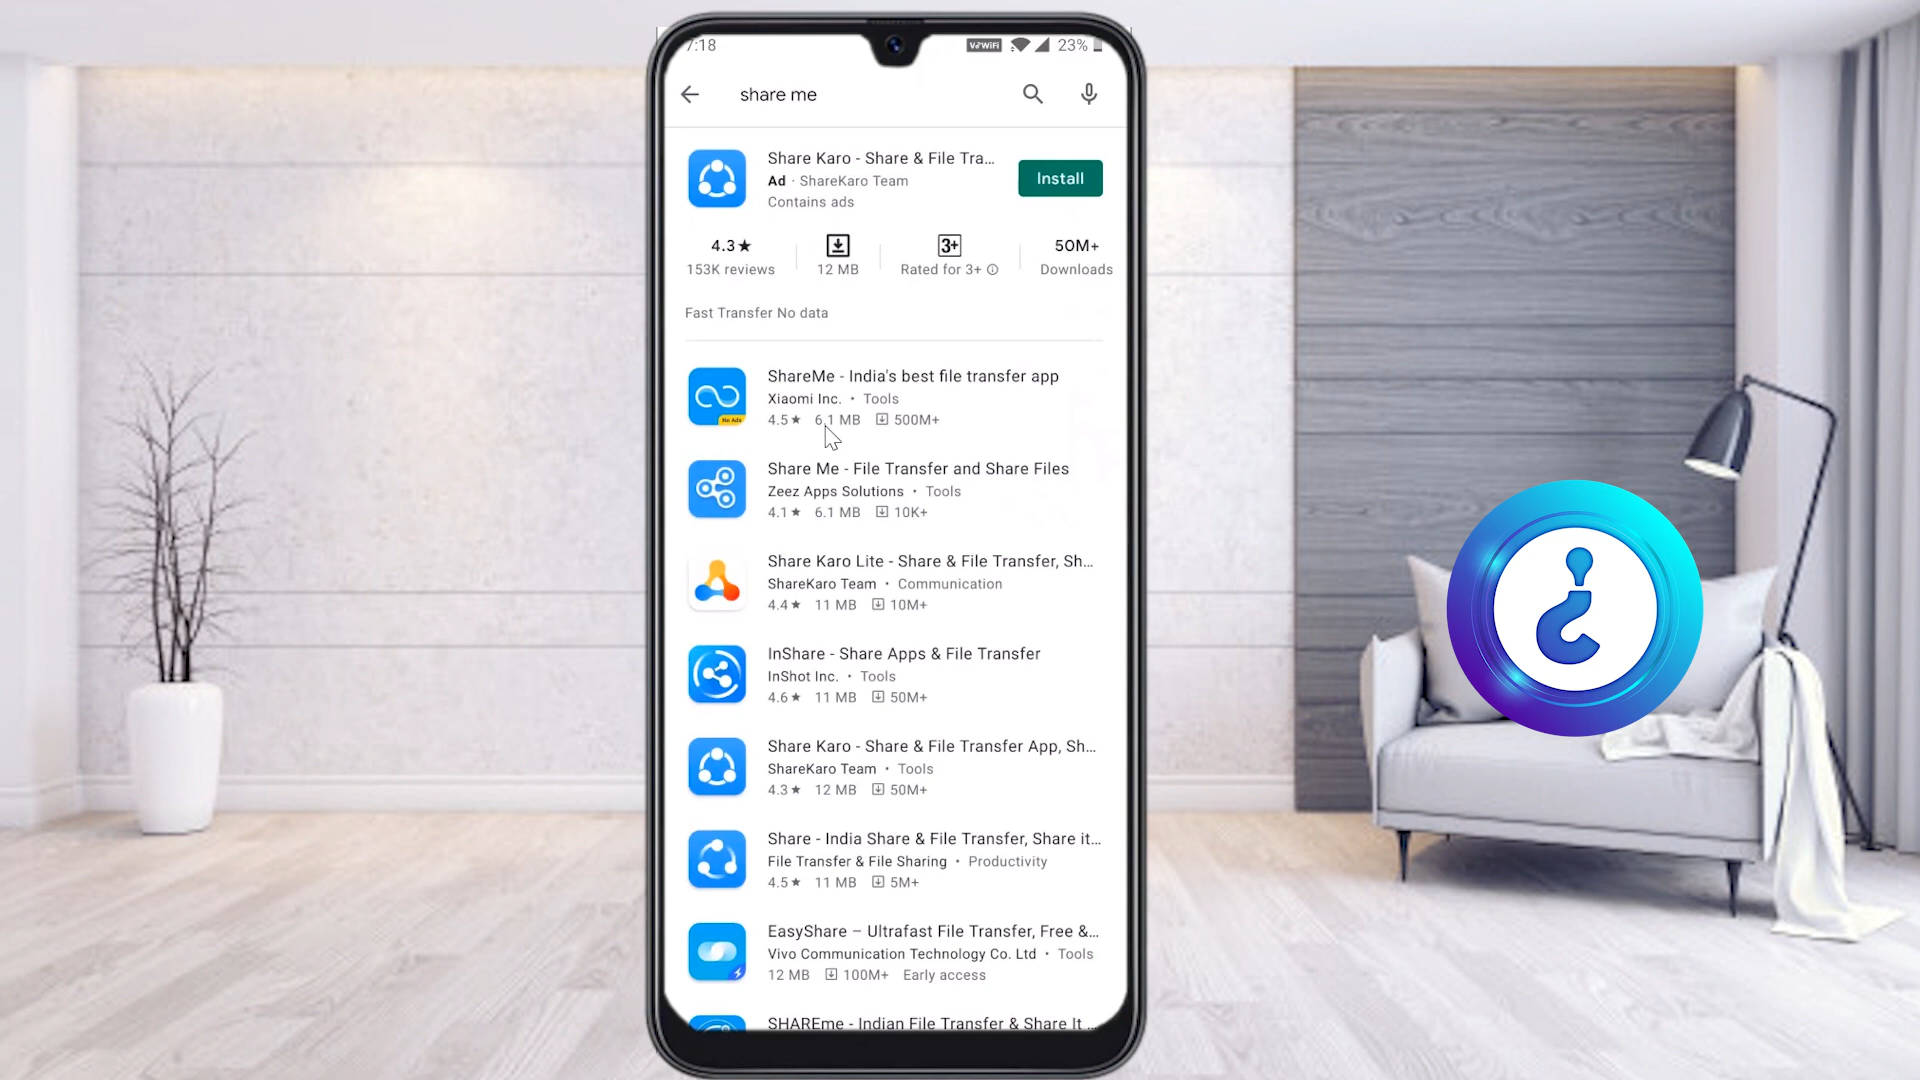 7:18
VoWiFi
23%
share me
Share Karo - Share & File Tra...
Install
Ad · ShareKaro Team
Contains ads
4.3★
3+
50M+
153K reviews
12 MB
Rated for 3+
Downloads
Fast Transfer No data
ShareMe - India's best file transfer app
Xiaomi Inc. • Tools
No Ads
4.5★ 6.1 MB 500M+
Share Me - File Transfer and Share Files
Zeez Apps Solutions • Tools
4.1★ 6.1 MB 10K+
Share Karo Lite - Share & File Transfer, Sh...
ShareKaro Team • Communication
4.4★ 11 MB 10M+
InShare - Share Apps & File Transfer
InShot Inc. • Tools
4.6★ 11 MB 50M+
Share Karo - Share & File Transfer App, Sh...
ShareKaro Team • Tools
4.3★ 12 MB 50M+
Share - India Share & File Transfer, Share it...
File Transfer & File Sharing • Productivity
4.5★ 11 MB 5M+
EasyShare – Ultrafast File Transfer, Free &...
Vivo Communication Technology Co. Ltd • Tools
12 MB 100M+ Early access
SHAREme - Indian File Transfer & Share It ...